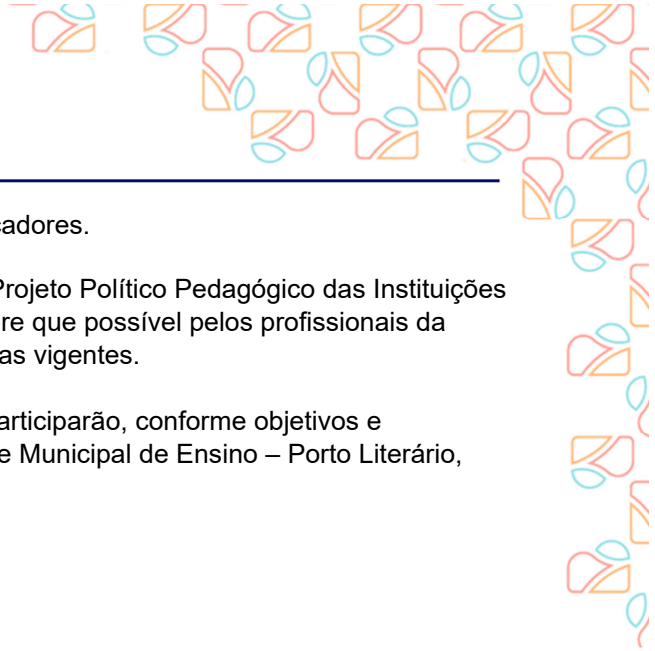 cadores.
Projeto Político Pedagógico das Instituições
re que possível pelos profissionais da
as vigentes.
articiparão, conforme objetivos e
e Municipal de Ensino – Porto Literário,